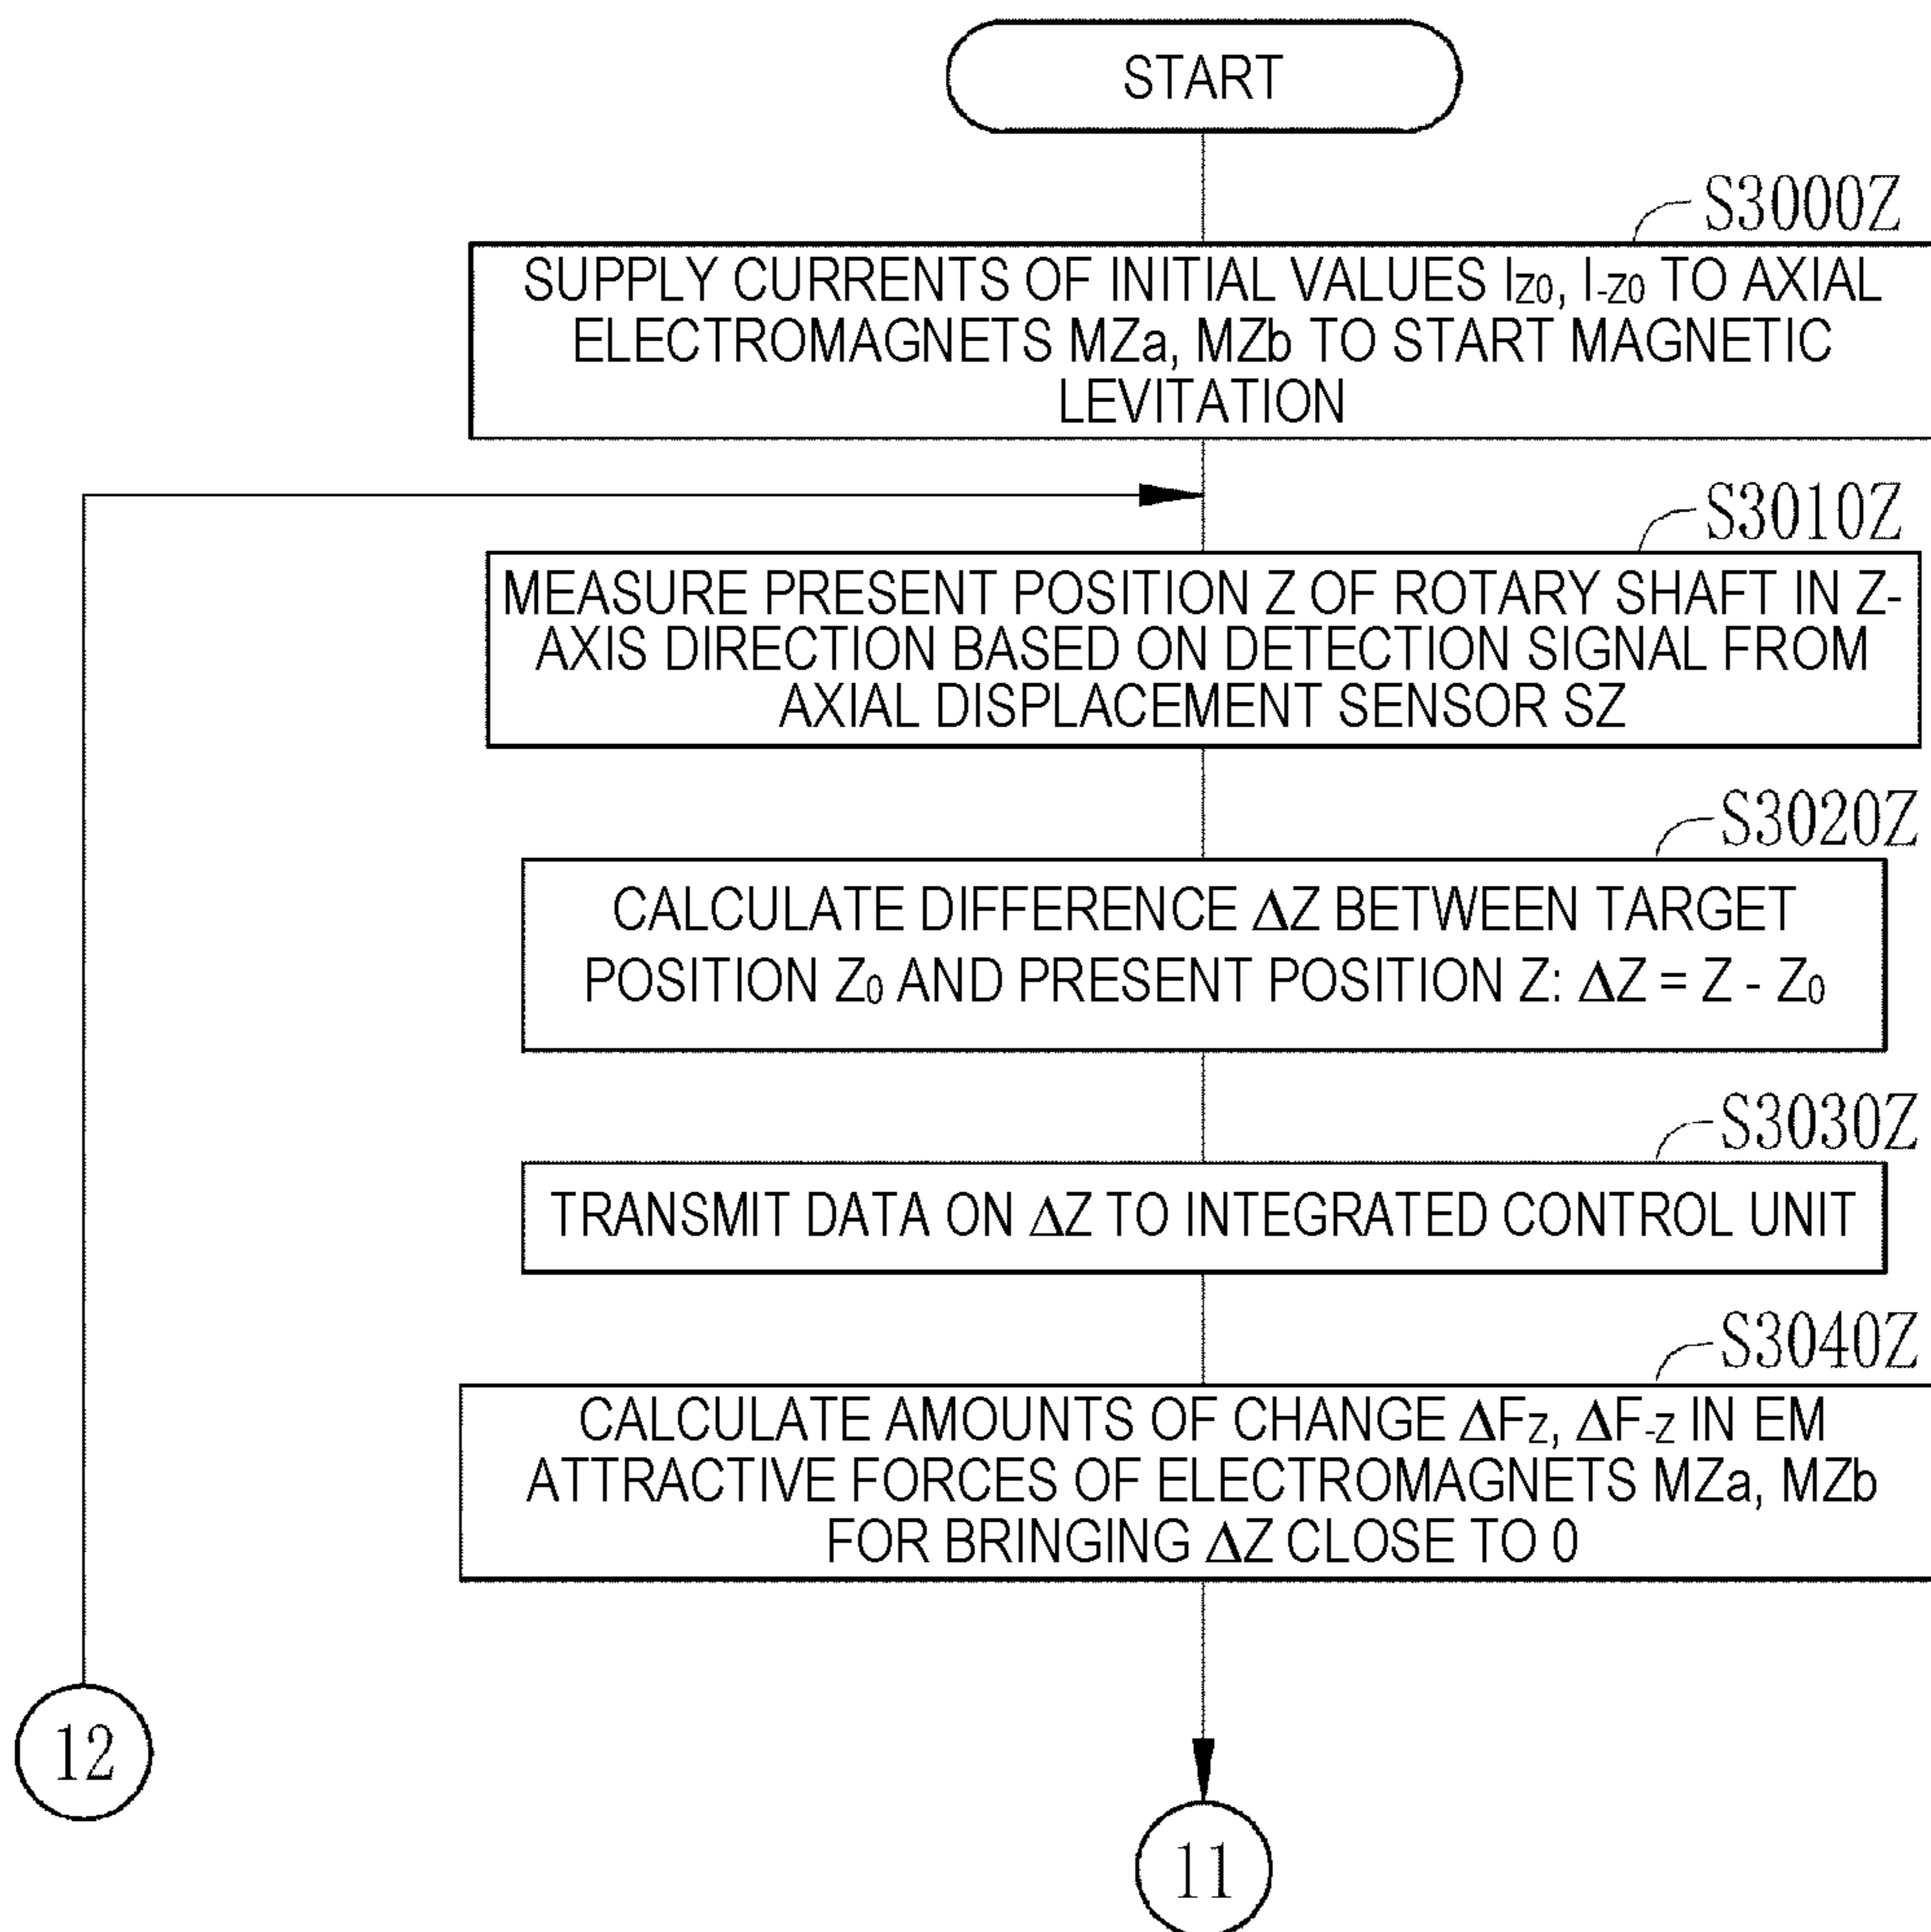 START
S3000Z
SUPPLY CURRENTS OF INITIAL VALUES IZ0, I-Z0 TO AXIAL
ELECTROMAGNETS MZa, MZb TO START MAGNETIC
LEVITATION
S3010Z
MEASURE PRESENT POSITION Z OF ROTARY SHAFT IN Z-
AXIS DIRECTION BASED ON DETECTION SIGNAL FROM
AXIAL DISPLACEMENT SENSOR SZ
S3020Z
CALCULATE DIFFERENCE ΔZ BETWEEN TARGET
POSITION Z0 AND PRESENT POSITION Z: ΔZ = Z - Z0
S3030Z
TRANSMIT DATA ON ΔZ TO INTEGRATED CONTROL UNIT
S3040Z
CALCULATE AMOUNTS OF CHANGE ΔFZ, ΔF-Z IN EM
ATTRACTIVE FORCES OF ELECTROMAGNETS MZa, MZb
FOR BRINGING ΔZ CLOSE TO 0
12
11